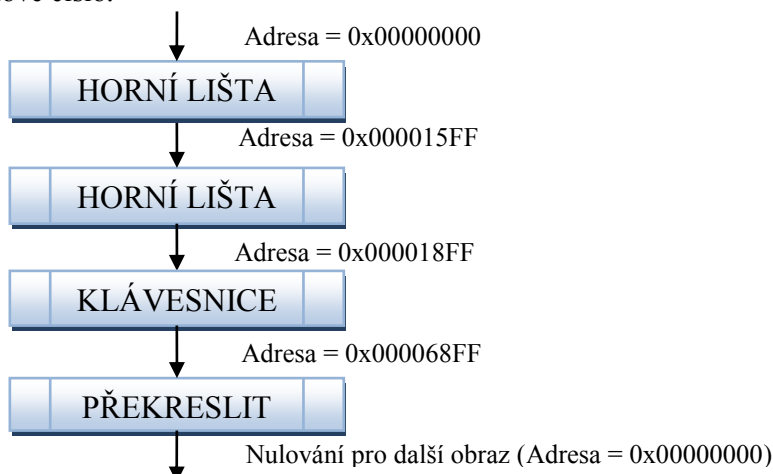 Adresa = 0x00000000
HORNÍ LIŠTA
Adresa = 0x000015FF
HORNÍ LIŠTA
Adresa = 0x000018FF
KLÁVESNICE
Adresa = 0x000068FF
PŘEKRESLIT
Nulování pro další obraz (Adresa = 0x00000000)